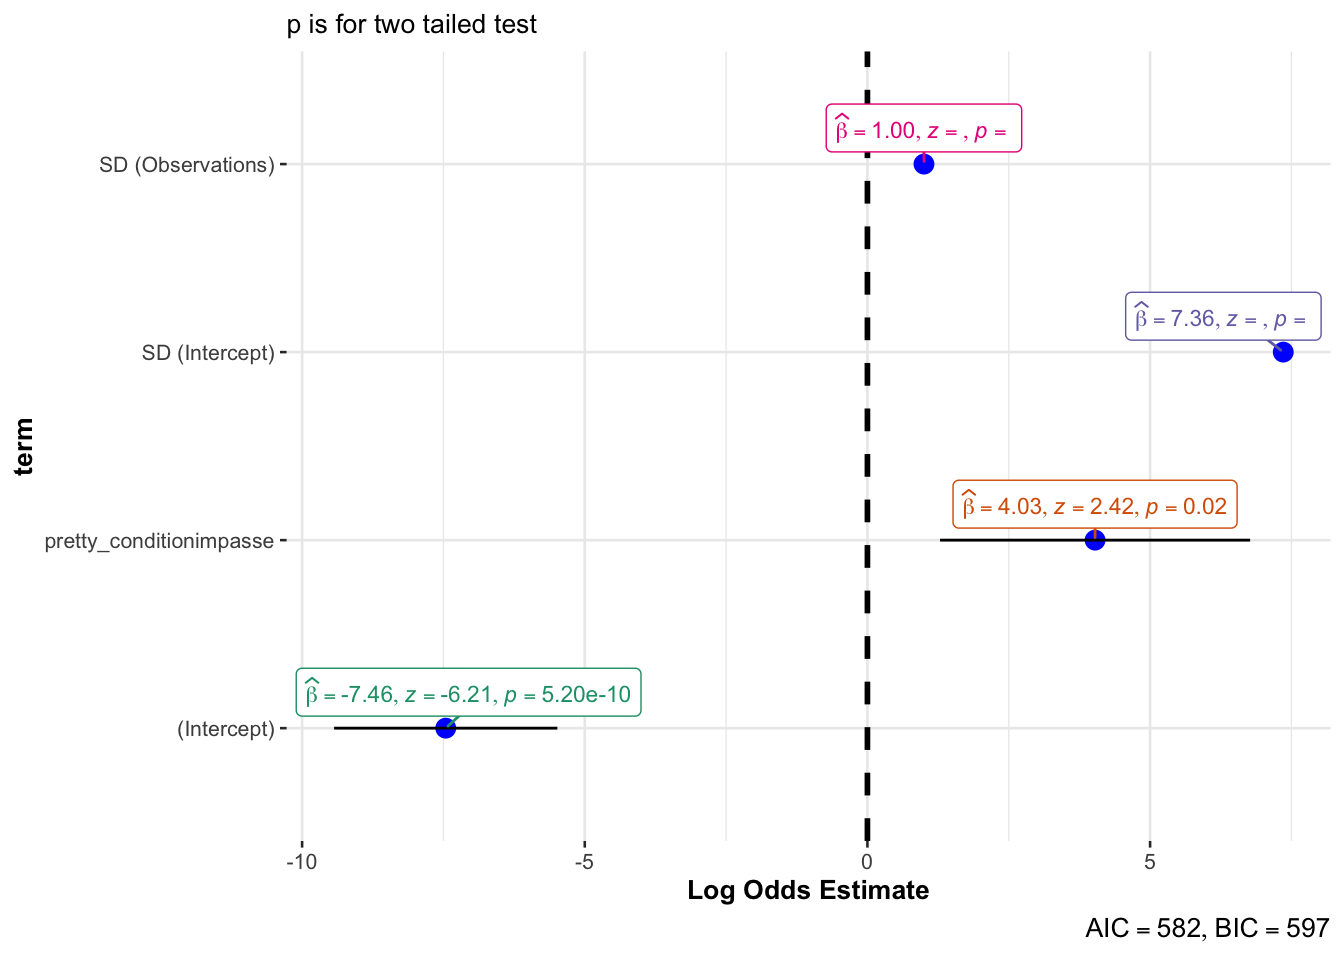 p is for two tailed test
SD (Observations)
β̂ = 1.00, z = , p =
SD (Intercept)
β̂ = 7.36, z = , p =
term
pretty_conditionimpasse
β̂ = 4.03, z = 2.42, p = 0.02
(Intercept)
β̂ = -7.46, z = -6.21, p = 5.20e-10
-10 -5 0 5
Log Odds Estimate
AIC = 582, BIC = 597